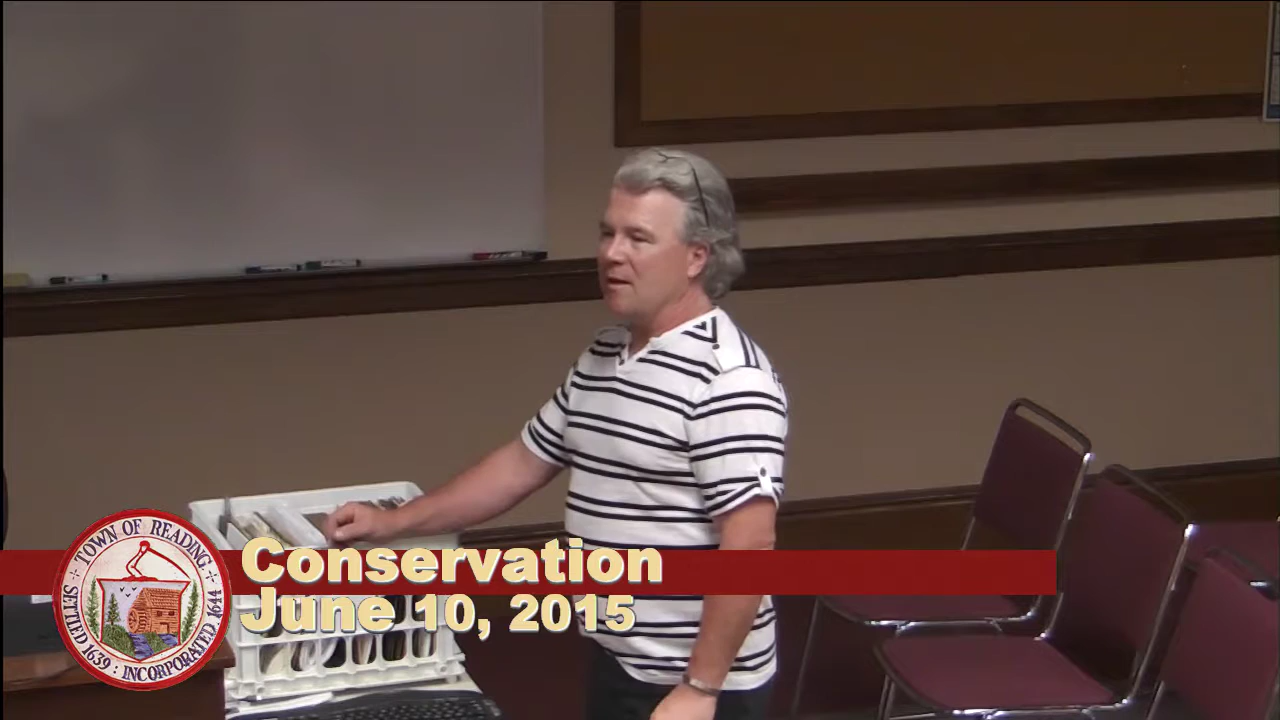 TOWN OF READING
SETTLED 1639 : INCORPORATED 1644
Conservation
June 10, 2015